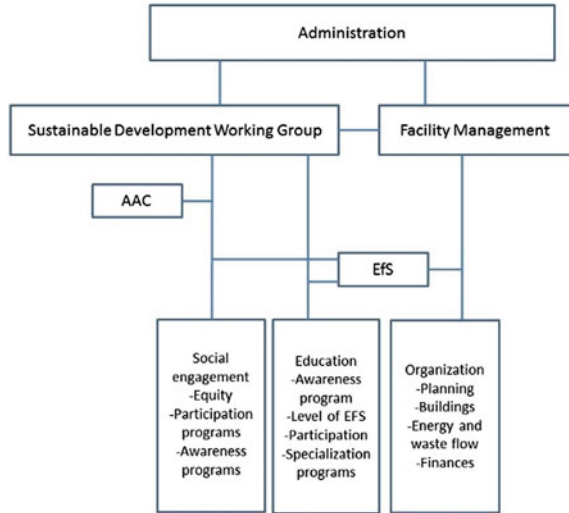 Administration
Sustainable Development Working Group
Facility Management
AAC
EfS
Social
engagement
-Equity
-Participation
programs
-Awareness
programs
Education
-Awareness
program
-Level of EFS
-Participation
-Specialization
programs
Organization
-Planning
-Buildings
-Energy and
waste flow
-Finances